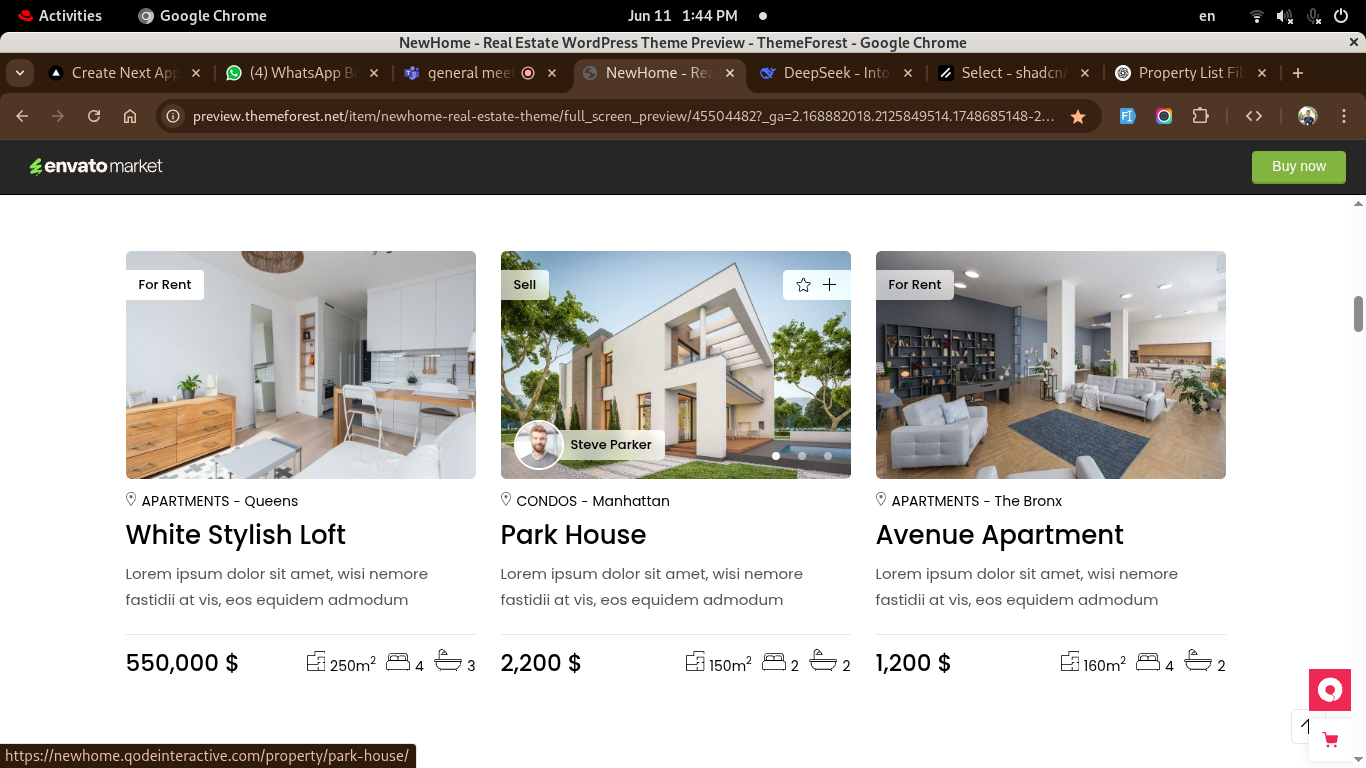 Activities Google Chrome Jun 11 1:44 PM en
NewHome - Real Estate WordPress Theme Preview - ThemeForest - Google Chrome
Create Next App (4) WhatsApp B general meet NewHome - Rea DeepSeek - Into Select - shadcn/ Property List Fil
preview.themeforest.net/item/newhome-real-estate-theme/full_screen_preview/45504482?_ga=2.168882018.2125849514.1748685148-2...
envato market Buy now
For Rent
Sell
For Rent
Steve Parker
APARTMENTS - Queens
White Stylish Loft
Lorem ipsum dolor sit amet, wisi nemore
fastidii at vis, eos equidem admodum
550,000 $ 250m² 4 3
CONDOS - Manhattan
Park House
Lorem ipsum dolor sit amet, wisi nemore
fastidii at vis, eos equidem admodum
2,200 $ 150m² 2 2
APARTMENTS - The Bronx
Avenue Apartment
Lorem ipsum dolor sit amet, wisi nemore
fastidii at vis, eos equidem admodum
1,200 $ 160m² 4 2
https://newhome.qodeinteractive.com/property/park-house/